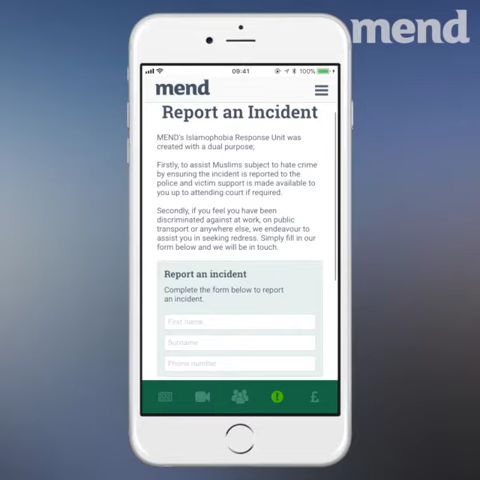 mend
09:41
100%
mend
Report an Incident
MEND's Islamophobia Response Unit was
created with a dual purpose;
Firstly, to assist Muslims subject to hate crime
by ensuring the incident is reported to the
police and victim support is made available to
you up to attending court if required.
Secondly, if you feel you have been
discriminated against at work, on public
transport or anywhere else, we endeavour to
assist you in seeking redress. Simply fill in our
form below and we will be in touch.
Report an incident
Complete the form below to report
an incident.
First name
Surname
Phone number
£